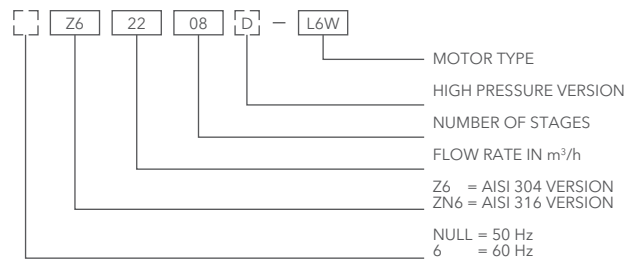 Z6 22 08 D – L6W
MOTOR TYPE
HIGH PRESSURE VERSION
NUMBER OF STAGES
FLOW RATE IN m³/h
Z6 = AISI 304 VERSION
ZN6 = AISI 316 VERSION
NULL = 50 Hz
6 = 60 Hz